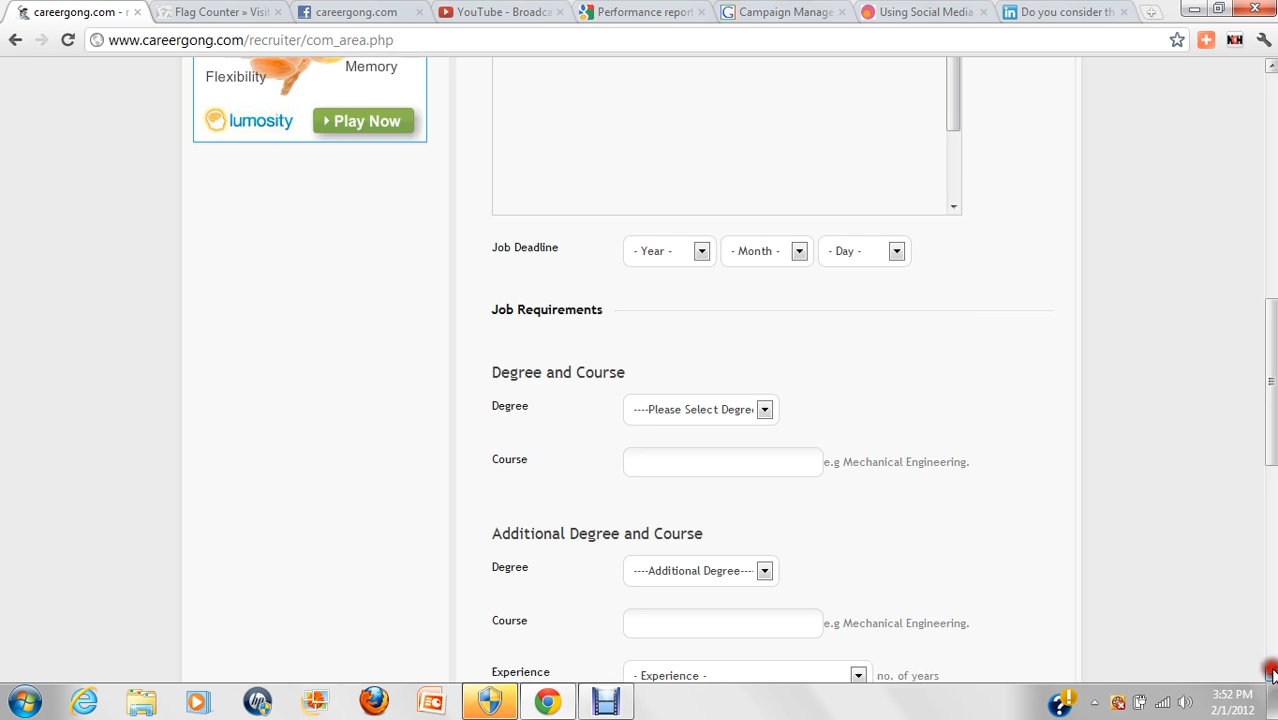 careergong.com - r
Flag Counter » Visit
careergong.com
YouTube - Broadca
Performance report
Campaign Manage
Using Social Media
Do you consider th
www.careergong.com/recruiter/com_area.php
Flexibility
Memory
lumosity
Play Now
Job Deadline
- Year -
- Month -
- Day -
Job Requirements
Degree and Course
Degree
----Please Select Degre
Course
e.g Mechanical Engineering.
Additional Degree and Course
Degree
----Additional Degree----
Course
e.g Mechanical Engineering.
Experience
- Experience -
no. of years
3:52 PM
2/1/2012